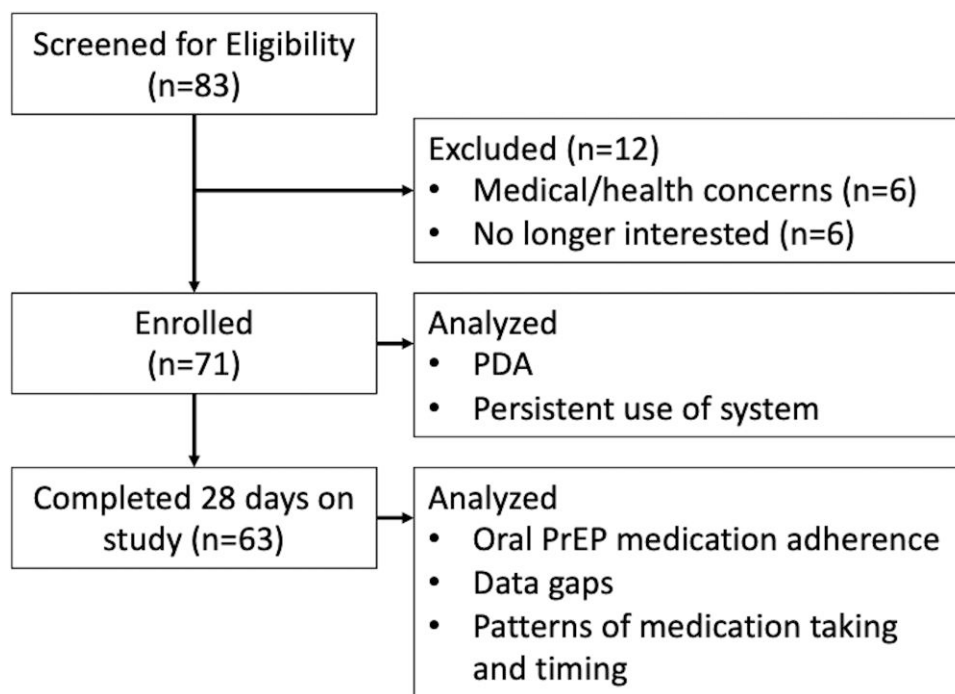 Screened for Eligibility
(n=83)
Excluded (n=12)
• Medical/health concerns (n=6)
• No longer interested (n=6)
Enrolled
(n=71)
Analyzed
• PDA
• Persistent use of system
Completed 28 days on
study (n=63)
Analyzed
• Oral PrEP medication adherence
• Data gaps
• Patterns of medication taking
and timing